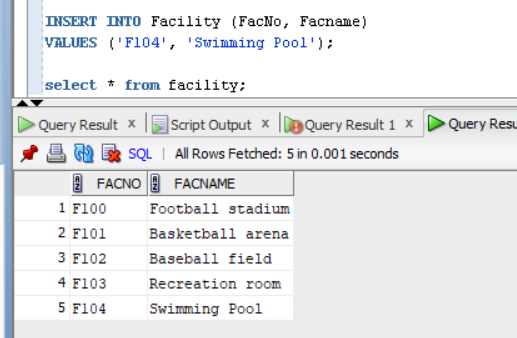 INSERT INTO Facility (FacNo, Facname)
VALUES ('F104', 'Swimming Pool');
select * from facility;
Query Result x Script Output x Query Result 1 x Query Resu
SQL | All Rows Fetched: 5 in 0.001 seconds
FACNO FACNAME
1 F100 Football stadium
2 F101 Basketball arena
3 F102 Baseball field
4 F103 Recreation room
5 F104 Swimming Pool